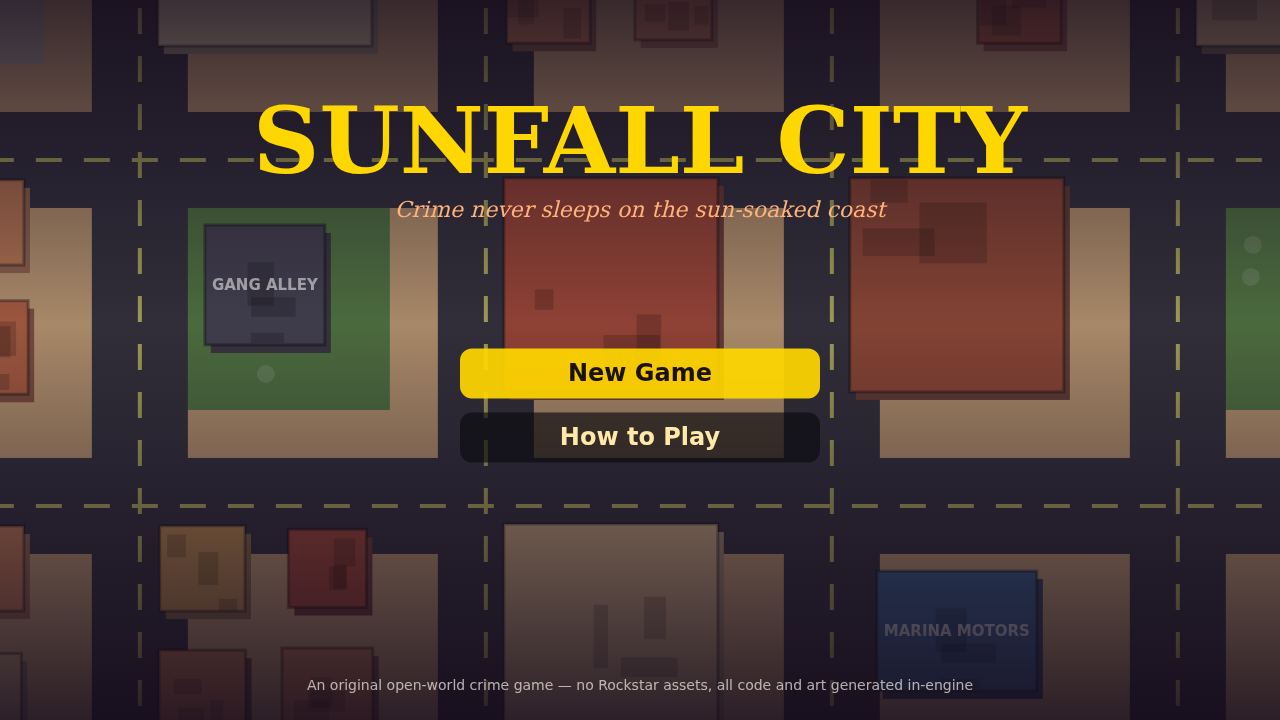 SUNFALL CITY
Crime never sleeps on the sun-soaked coast
GANG ALLEY
New Game
How to Play
MARINA MOTORS
An original open-world crime game — no Rockstar assets, all code and art generated in-engine